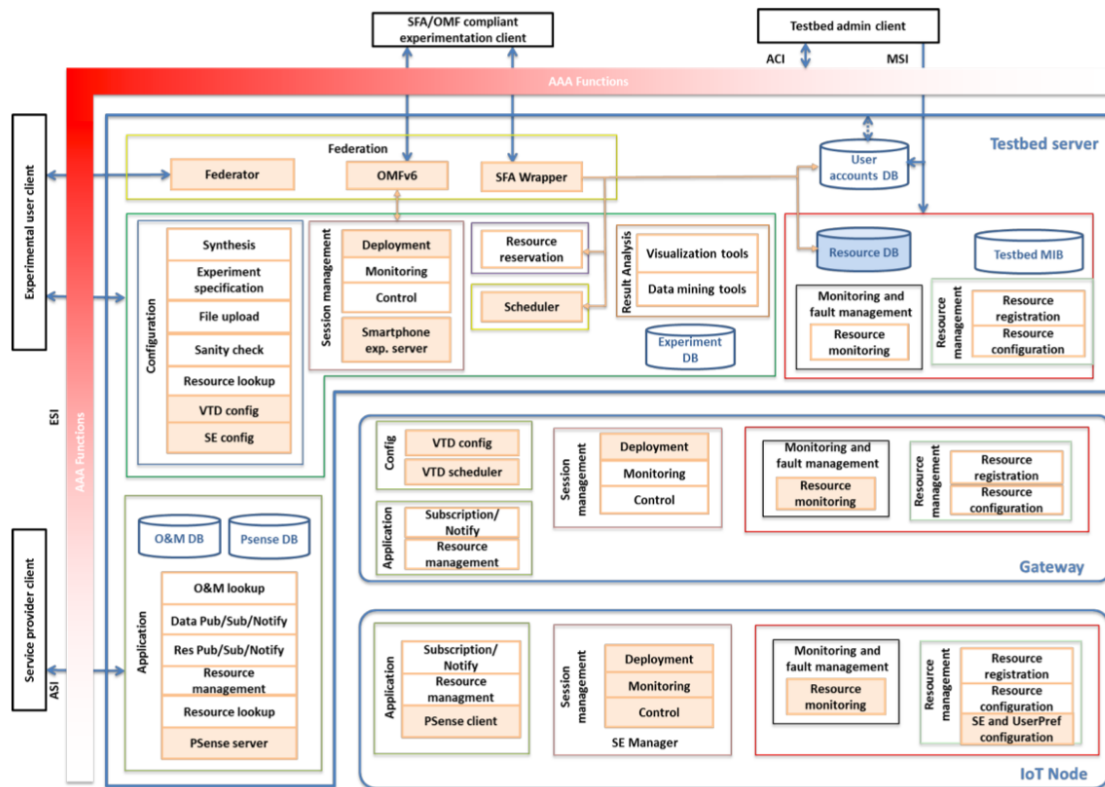 SFA/OMF compliant
experimentation client
Testbed admin client
ACI
MSI
AAA Functions
Experimental user client
ESI
AAA Functions
Service provider client
ASI
Testbed server
Federation
Federator
OMFv6
SFA Wrapper
User
accounts DB
Configuration
Synthesis
Experiment
specification
File upload
Sanity check
Resource lookup
VTD config
SE config
Session management
Deployment
Monitoring
Control
Smartphone
exp. server
Resource
reservation
Scheduler
Result Analysis
Visualization tools
Data mining tools
Experiment
DB
Resource DB
Testbed MIB
Monitoring and
fault management
Resource
monitoring
Resource
management
Resource
registration
Resource
configuration
O&M DB
Psense DB
Application
O&M lookup
Data Pub/Sub/Notify
Res Pub/Sub/Notify
Resource
management
Resource lookup
PSense server
Config
VTD config
VTD scheduler
Application
Subscription/
Notify
Resource
management
Session
management
Deployment
Monitoring
Control
Monitoring and
fault management
Resource
monitoring
Resource
management
Resource
registration
Resource
configuration
Gateway
Application
Subscription/
Notify
Resource
managment
PSense client
Session
management
Deployment
Monitoring
Control
SE Manager
Monitoring and
fault management
Resource
monitoring
Resource
management
Resource
registration
Resource
configuration
SE and UserPref
configuration
IoT Node